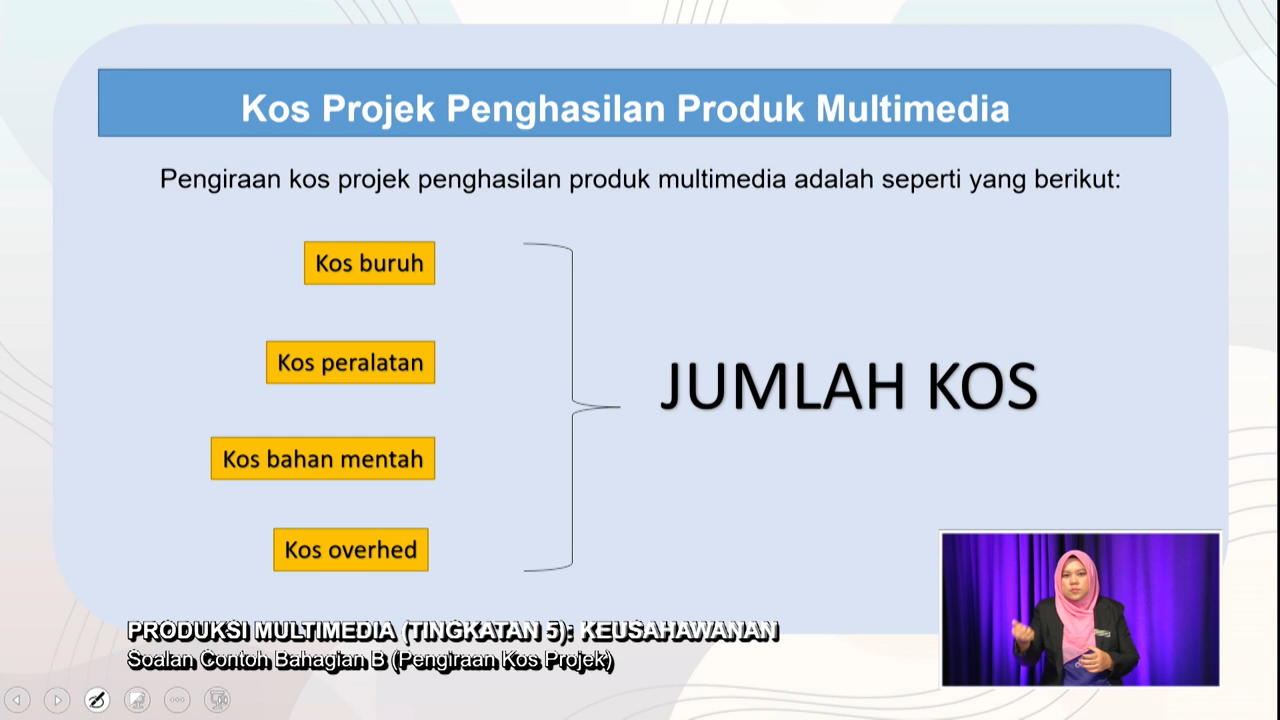 Kos Projek Penghasilan Produk Multimedia
Pengiraan kos projek penghasilan produk multimedia adalah seperti yang berikut:
Kos buruh
Kos peralatan
Kos bahan mentah
Kos overhed
JUMLAH KOS
PRODUKSI MULTIMEDIA (TINGKATAN 5): KEUSAHAWANAN
Soalan Contoh Bahagian B (Pengiraan Kos Projek)